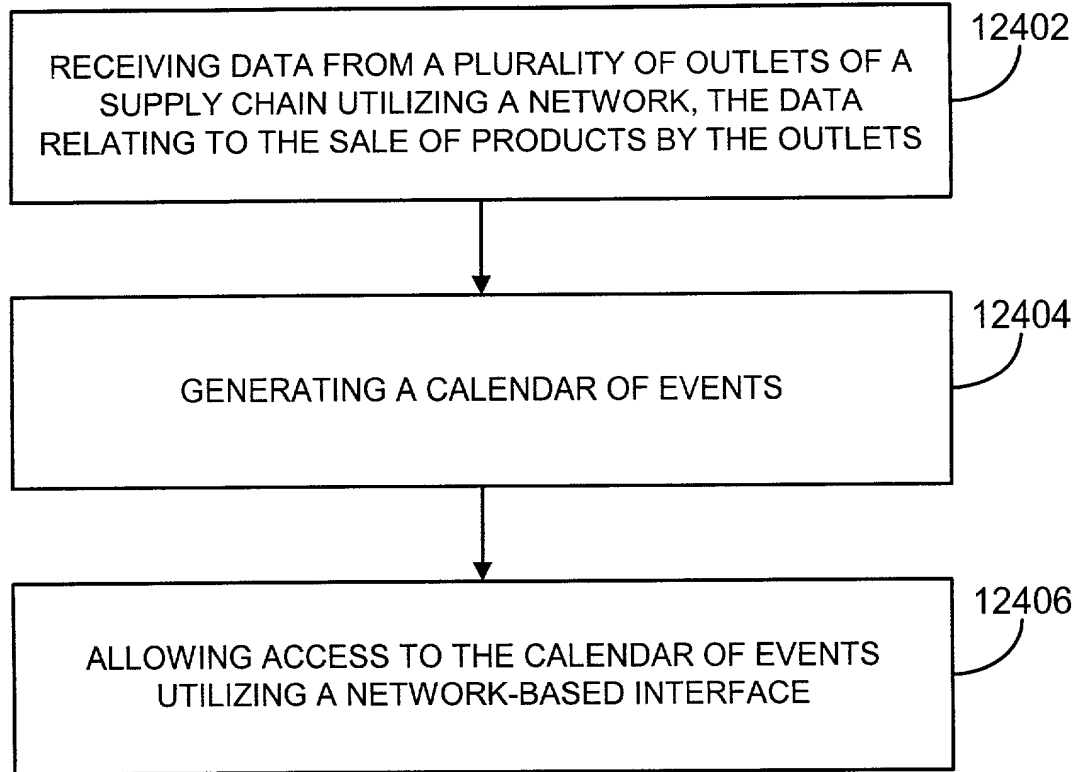 12402
RECEIVING DATA FROM A PLURALITY OF OUTLETS OF A
SUPPLY CHAIN UTILIZING A NETWORK, THE DATA
RELATING TO THE SALE OF PRODUCTS BY THE OUTLETS
12404
GENERATING A CALENDAR OF EVENTS
12406
ALLOWING ACCESS TO THE CALENDAR OF EVENTS
UTILIZING A NETWORK-BASED INTERFACE